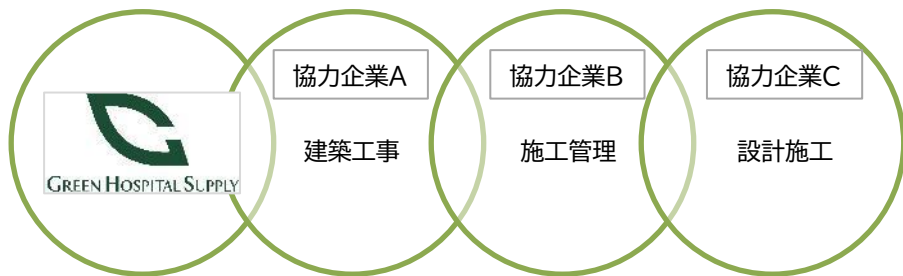 GREEN HOSPITAL SUPPLY
協力企業A
建築工事
協力企業B
施工管理
協力企業C
設計施工